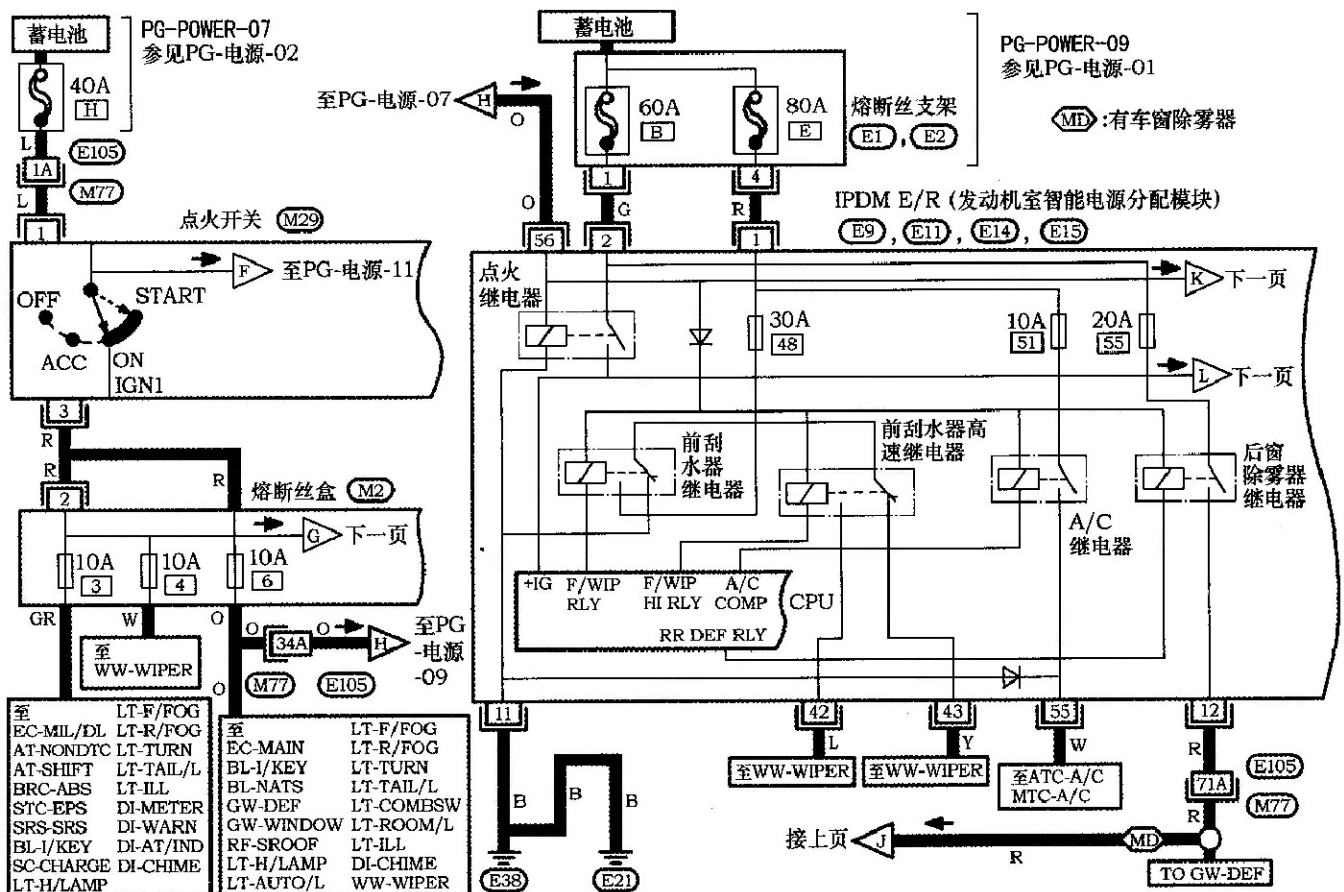 蓄电池
PG-POWER-07
参见PG-电源-02
40A
H
L
E105
1A
M77
L
1
点火开关 M29
F 至PG-电源-11
OFF
START
ACC
ON
IGN1
3
R
R
R
2
熔断丝盒 M2
G 下一页
10A
3
10A
4
10A
6
GR
W
O
至
WW-WIPER
O
34A
O
H
至PG
-电源
-09
O
M77
E105
至 LT-F/FOG
EC-MIL/DL LT-R/FOG
AT-NONDTC LT-TURN
AT-SHIFT LT-TAIL/L
BRC-ABS LT-ILL
STC-EPS DI-METER
SRS-SRS DI-WARN
BL-I/KEY DI-AT/IND
SC-CHARGE DI-CHIME
LT-H/LAMP
至 LT-F/FOG
EC-MAIN LT-R/FOG
BL-I/KEY LT-TURN
BL-NATS LT-TAIL/L
GW-DEF LT-COMBSW
GW-WINDOW LT-ROOM/L
RF-SROOF LT-ILL
LT-H/LAMP DI-CHIME
LT-AUTO/L WW-WIPER
蓄电池
PG-POWER-09
参见PG-电源-01
至PG-电源-07 H
O
60A
B
80A
E
熔断丝支架
E1 , E2
MD :有车窗除雾器
1
4
O
G
R
IPDM E/R (发动机室智能电源分配模块)
E9 , E11 , E14 , E15
56
2
1
点火
继电器
K 下一页
30A
48
10A
51
20A
55
L 下一页
前刮
水器
继电器
前刮水器高
速继电器
A/C
继电器
后窗
除雾器
继电器
+IG
F/WIP
RLY
F/WIP
HI RLY
A/C
COMP
CPU
RR DEF RLY
11
42
43
55
12
L
Y
W
R
至WW-WIPER
至WW-WIPER
至ATC-A/C
MTC-A/C
E105
71A
M77
R
B
B
B
接上页 J
R
MD
TO GW-DEF
E38
E21